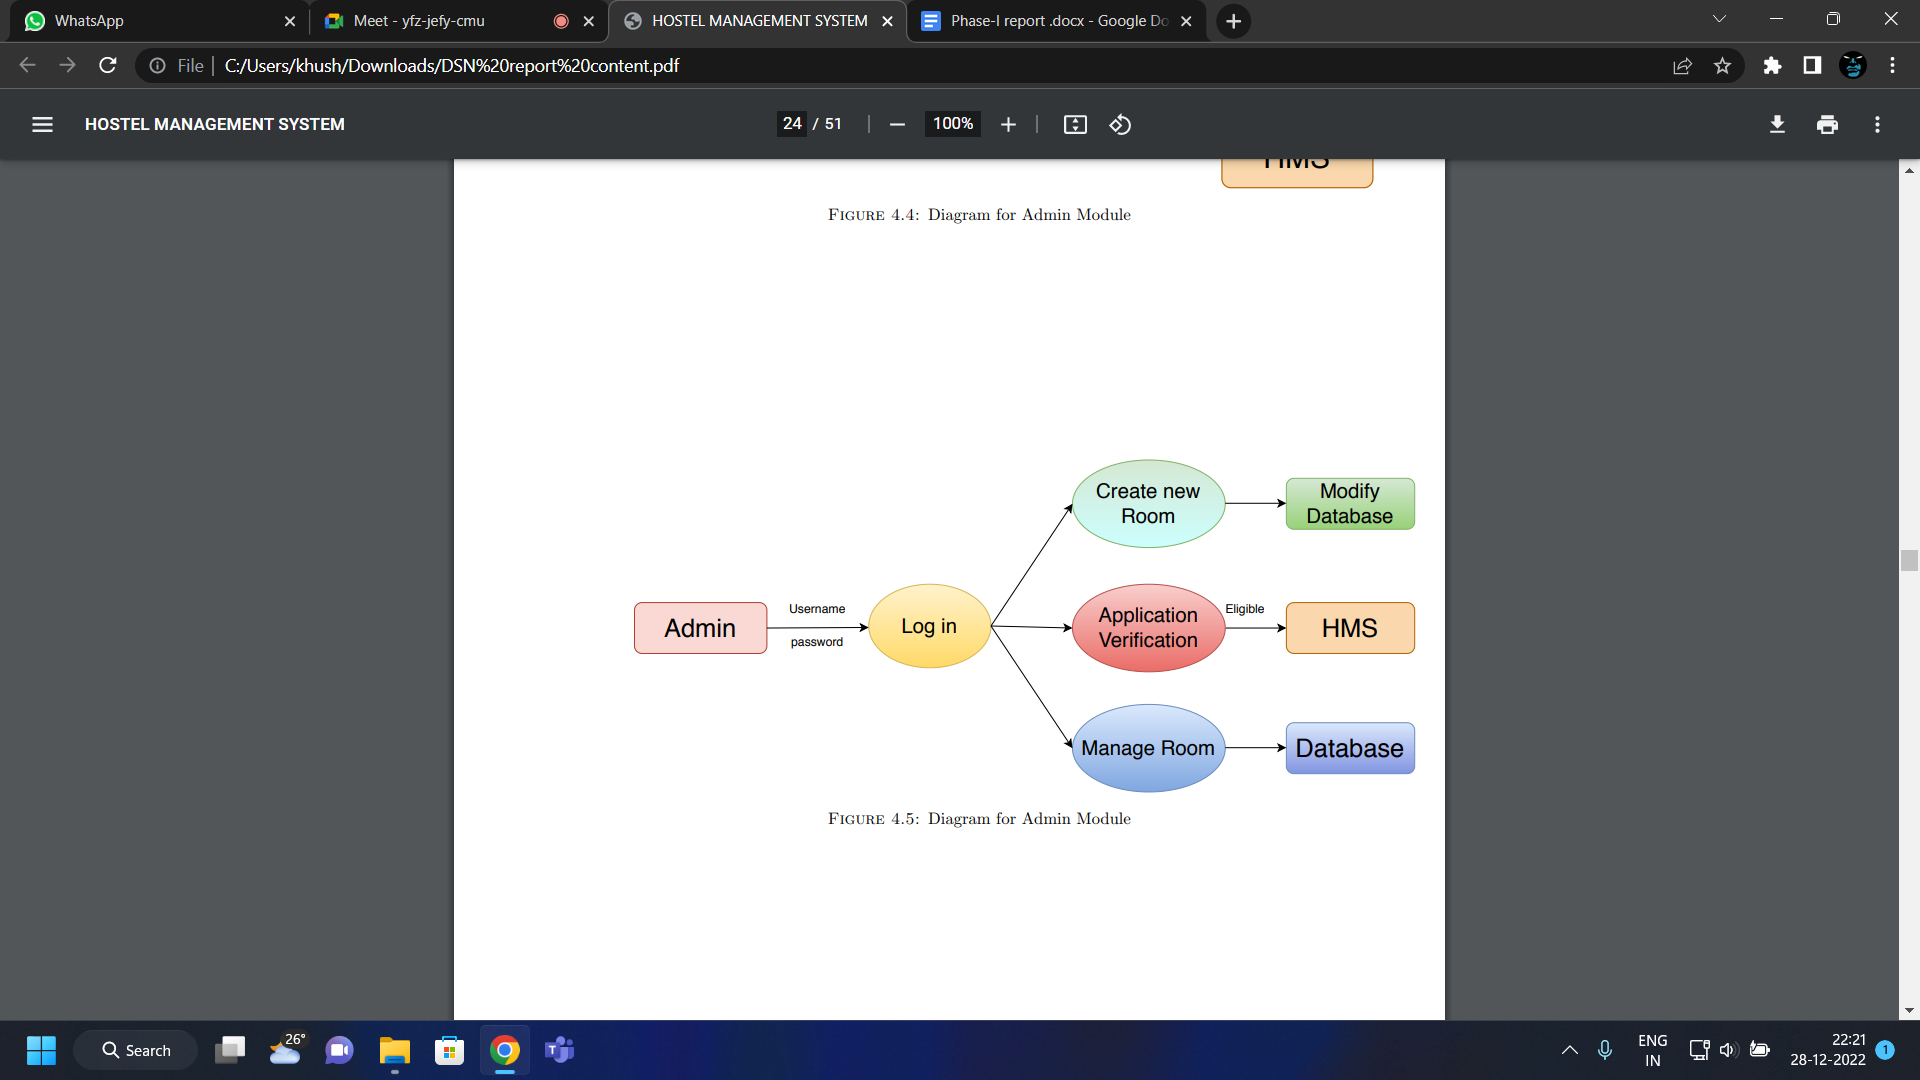 WhatsApp
Meet - yfz-jefy-cmu
HOSTEL MANAGEMENT SYSTEM
Phase-I report .docx - Google Do
File
C:/Users/khush/Downloads/DSN%20report%20content.pdf
HOSTEL MANAGEMENT SYSTEM
24 / 51
100%
HMS
FIGURE 4.4: Diagram for Admin Module
Create new
Room
Modify
Database
Admin
Username
password
Log in
Application
Verification
Eligible
HMS
Manage Room
Database
FIGURE 4.5: Diagram for Admin Module
Search
26°
ENG
IN
22:21
28-12-2022
1